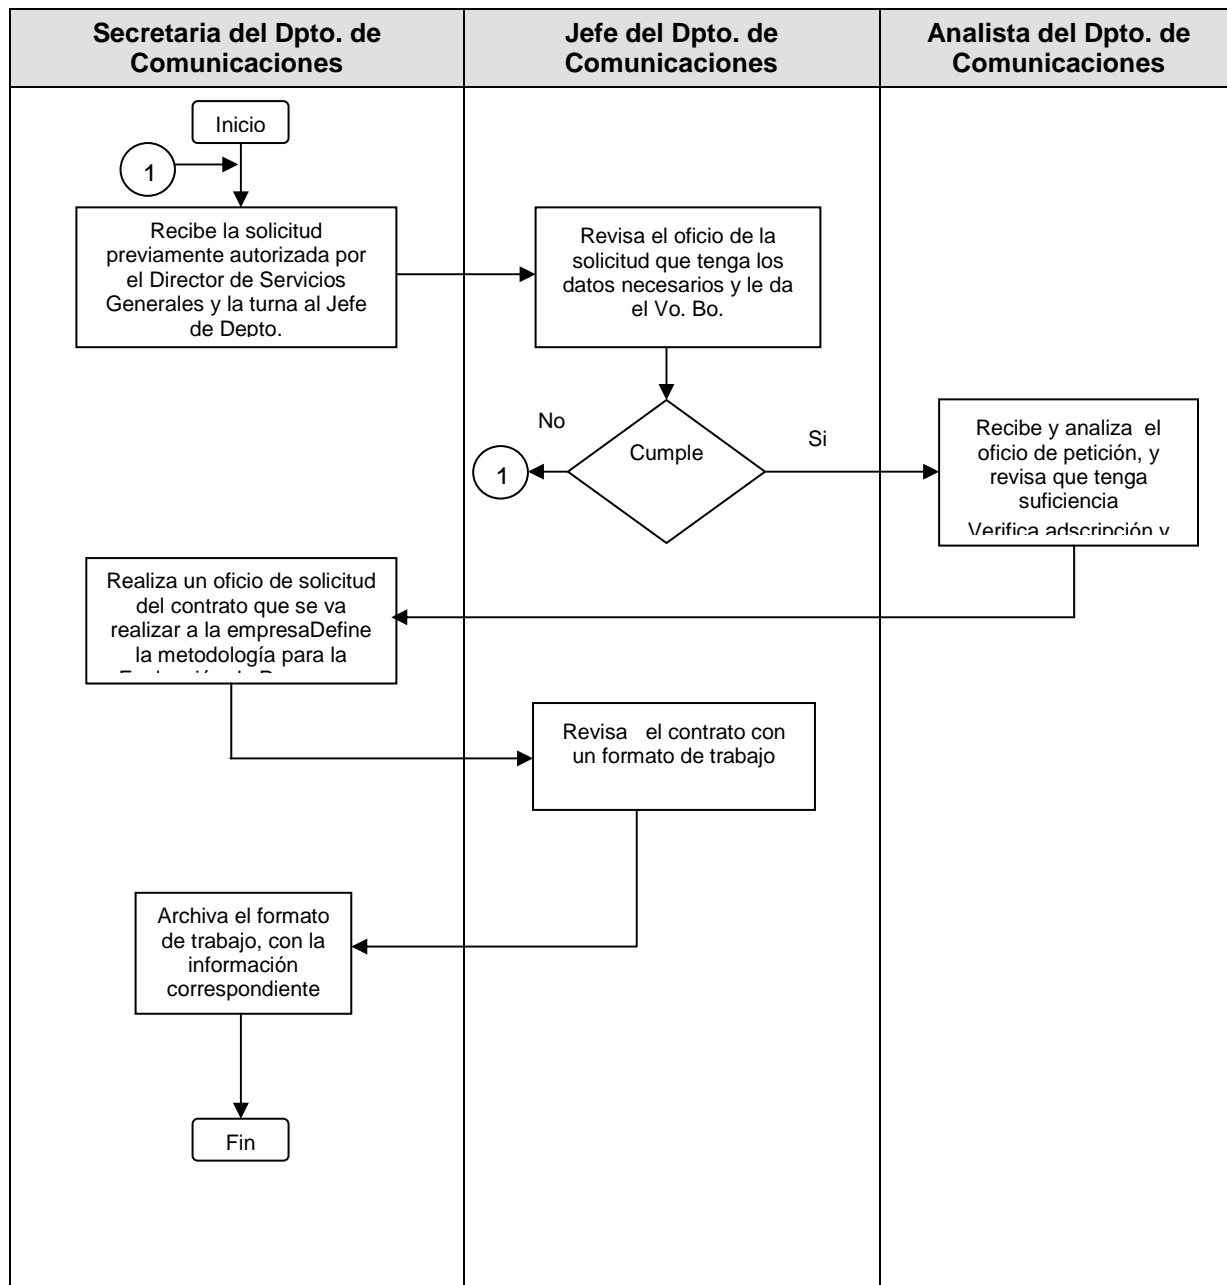 Secretaria del Dpto. de
Comunicaciones
Jefe del Dpto. de
Comunicaciones
Analista del Dpto. de
Comunicaciones
Inicio
1
Recibe la solicitud
previamente autorizada por
el Director de Servicios
Generales y la turna al Jefe
de Depto.
Revisa el oficio de la
solicitud que tenga los
datos necesarios y le da
el Vo. Bo.
No
Cumple
Si
1
Recibe y analiza el
oficio de petición, y
revisa que tenga
suficiencia
Verifica adscripción y
Realiza un oficio de solicitud
del contrato que se va
realizar a la empresaDefine
la metodología para la
Revisa el contrato con
un formato de trabajo
Archiva el formato
de trabajo, con la
información
correspondiente
Fin